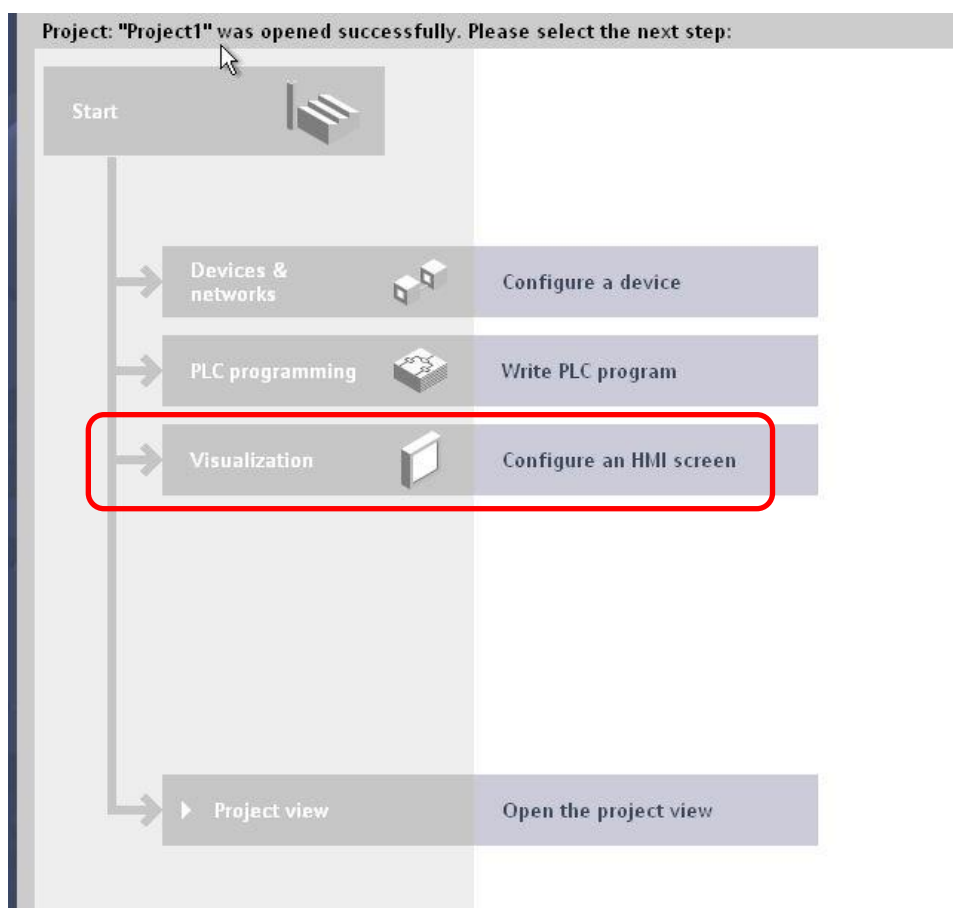 Project: "Project1" was opened successfully. Please select the next step:
Start
Devices &
networks
Configure a device
PLC programming
Write PLC program
Visualization
Configure an HMI screen
Project view
Open the project view